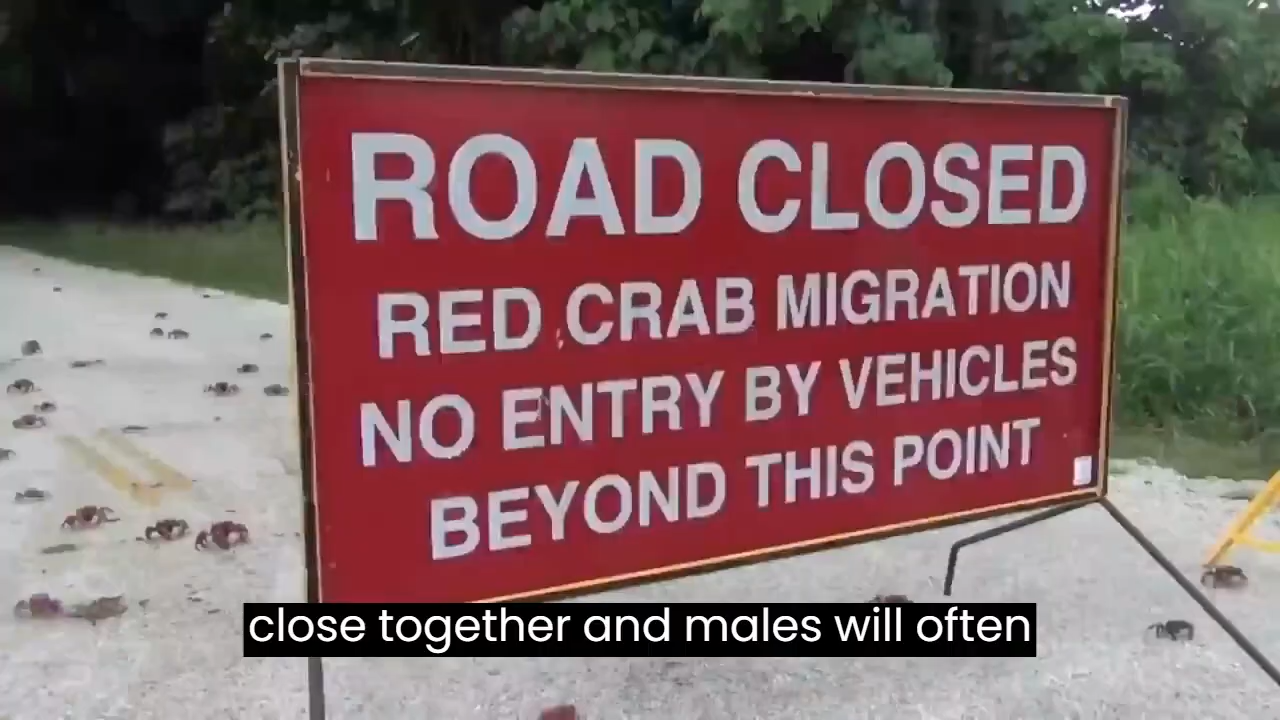 ROAD CLOSED
RED CRAB MIGRATION
NO ENTRY BY VEHICLES
BEYOND THIS POINT
close together and males will often